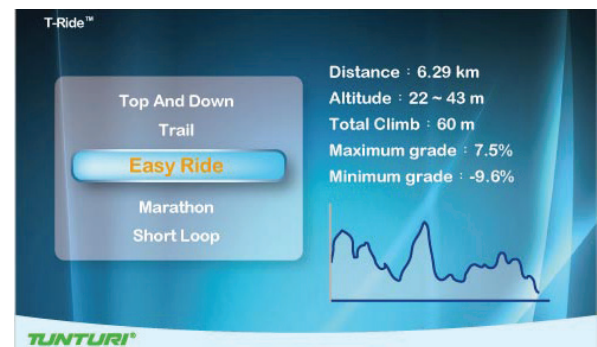 T-Ride™
Top And Down
Trail
Easy Ride
Marathon
Short Loop
Distance : 6.29 km
Altitude : 22 ~ 43 m
Total Climb : 60 m
Maximum grade : 7.5%
Minimum grade : -9.6%
TUNTURI®